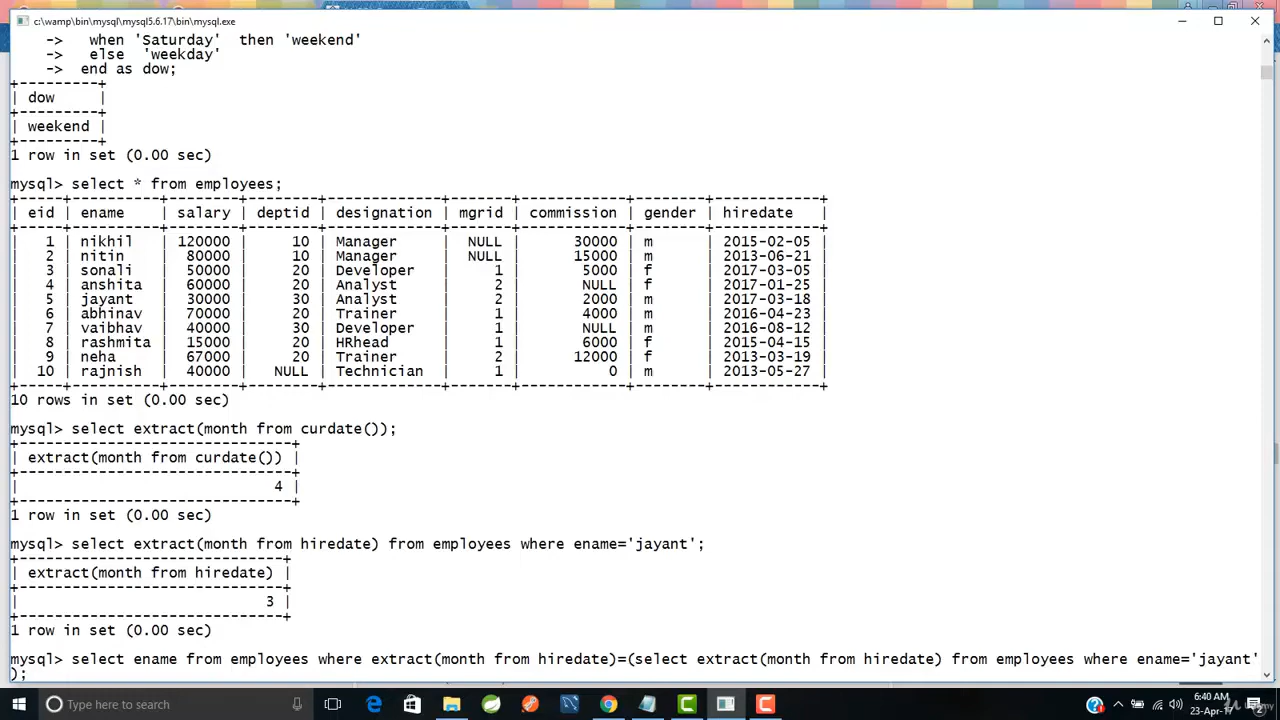 c:\wamp\bin\mysql\mysql5.6.17\bin\mysql.exe
    ->   when 'Saturday'  then 'weekend'
    ->   else  'weekday'
    ->  end as dow;
+---------+
| dow     |
+---------+
| weekend |
+---------+
1 row in set (0.00 sec)
mysql> select * from employees;
+-----+----------+--------+--------+-------------+-------+------------+--------+------------+
| eid | ename    | salary | deptid | designation | mgrid | commission | gender | hiredate   |
+-----+----------+--------+--------+-------------+-------+------------+--------+------------+
|   1 | nikhil   | 120000 |     10 | Manager     |  NULL |      30000 | m      | 2015-02-05 |
|   2 | nitin    |  80000 |     10 | Manager     |  NULL |      15000 | m      | 2013-06-21 |
|   3 | sonali   |  50000 |     20 | Developer   |     1 |       5000 | f      | 2017-03-05 |
|   4 | anshita  |  60000 |     20 | Analyst     |     2 |       NULL | f      | 2017-01-25 |
|   5 | jayant   |  30000 |     30 | Analyst     |     2 |       2000 | m      | 2017-03-18 |
|   6 | abhinav  |  70000 |     20 | Trainer     |     1 |       4000 | m      | 2016-04-23 |
|   7 | vaibhav  |  40000 |     30 | Developer   |     1 |       NULL | m      | 2016-08-12 |
|   8 | rashmita |  15000 |     20 | HRhead      |     1 |       6000 | f      | 2015-04-15 |
|   9 | neha     |  67000 |     20 | Trainer     |     2 |      12000 | f      | 2013-03-19 |
|  10 | rajnish  |  40000 |   NULL | Technician  |     1 |          0 | m      | 2013-05-27 |
+-----+----------+--------+--------+-------------+-------+------------+--------+------------+
10 rows in set (0.00 sec)
mysql> select extract(month from curdate());
+-------------------------------+
| extract(month from curdate()) |
+-------------------------------+
|                             4 |
+-------------------------------+
1 row in set (0.00 sec)
mysql> select extract(month from hiredate) from employees where ename='jayant';
+------------------------------+
| extract(month from hiredate) |
+------------------------------+
|                            3 |
+------------------------------+
1 row in set (0.00 sec)
mysql> select ename from employees where extract(month from hiredate)=(select extract(month from hiredate) from employees where ename='jayant'
);
Type here to search
6:40 AM
23-Apr-17